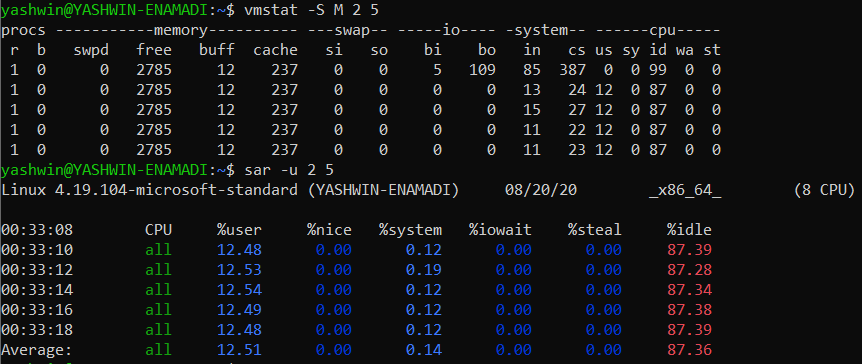 yashwin@YASHWIN-ENAMADI:~$ vmstat -S M 2 5
procs -----------memory---------- ---swap-- -----io---- -system-- ------cpu-----
 r  b   swpd   free   buff  cache   si   so    bi    bo   in   cs us sy id wa st
 1  0      0   2785     12    237    0    0     5   109   85  387  0  0 99  0  0
 1  0      0   2785     12    237    0    0     0     0   13   24 12  0 87  0  0
 1  0      0   2785     12    237    0    0     0     0   15   27 12  0 87  0  0
 1  0      0   2785     12    237    0    0     0     0   11   22 12  0 87  0  0
 1  0      0   2785     12    237    0    0     0     0   11   23 12  0 87  0  0
yashwin@YASHWIN-ENAMADI:~$ sar -u 2 5
Linux 4.19.104-microsoft-standard (YASHWIN-ENAMADI)     08/20/20        _x86_64_        (8 CPU)

00:33:08        CPU     %user     %nice   %system   %iowait    %steal     %idle
00:33:10        all     12.48      0.00      0.12      0.00      0.00     87.39
00:33:12        all     12.53      0.00      0.19      0.00      0.00     87.28
00:33:14        all     12.54      0.00      0.12      0.00      0.00     87.34
00:33:16        all     12.49      0.00      0.12      0.00      0.00     87.38
00:33:18        all     12.48      0.00      0.12      0.00      0.00     87.39
Average:        all     12.51      0.00      0.14      0.00      0.00     87.36